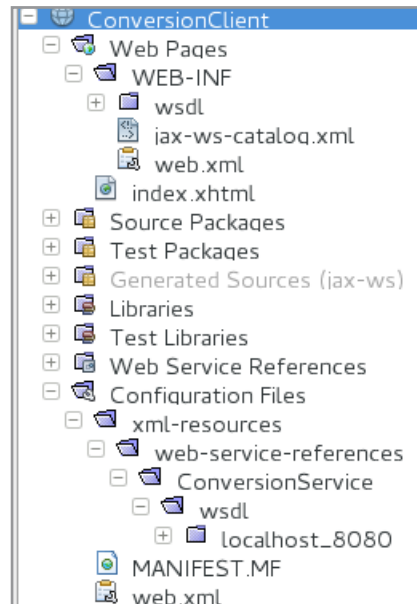 ConversionClient
Web Pages
WEB-INF
wsdl
jax-ws-catalog.xml
web.xml
index.xhtml
Source Packages
Test Packages
Generated Sources (jax-ws)
Libraries
Test Libraries
Web Service References
Configuration Files
xml-resources
web-service-references
ConversionService
wsdl
localhost_8080
MANIFEST.MF
web.xml